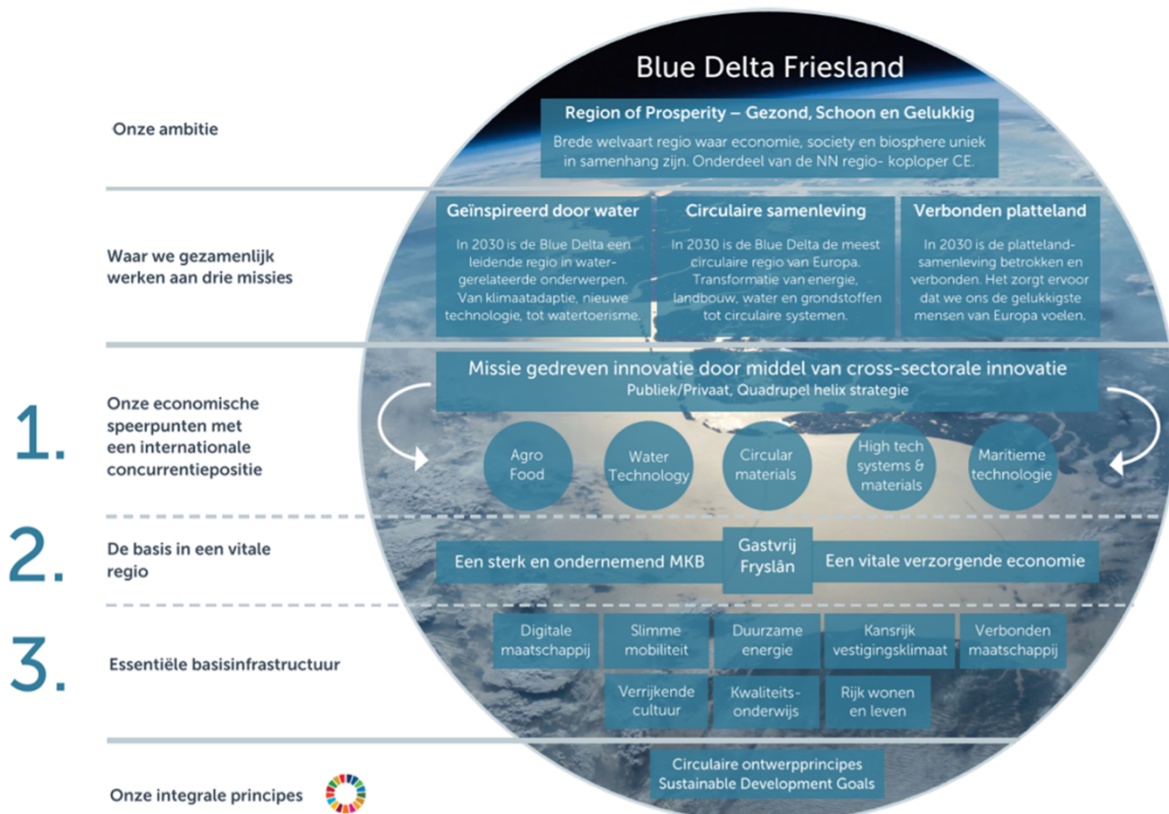 Blue Delta Friesland
Onze ambitie
Region of Prosperity – Gezond, Schoon en Gelukkig
Brede welvaart regio waar economie, society en biosphere uniek
in samenhang zijn. Onderdeel van de NN regio- koploper CE.
Waar we gezamenlijk
werken aan drie missies
Geïnspireerd door water
In 2030 is de Blue Delta een
leidende regio in water-
gerelateerde onderwerpen.
Van klimaatadaptie, nieuwe
technologie, tot watertoerisme.
Circulaire samenleving
In 2030 is de Blue Delta de meest
circulaire regio van Europa.
Transformatie van energie,
landbouw, water en grondstoffen
tot circulaire systemen.
Verbonden platteland
In 2030 is de platteland-
samenleving betrokken en
verbonden. Het zorgt ervoor
dat we ons de gelukkigste
mensen van Europa voelen.
1.
Onze economische
speerpunten met
een internationale
concurrentiepositie
Missie gedreven innovatie door middel van cross-sectorale innovatie
Publiek/Privaat, Quadrupel helix strategie
Agro
Food
Water
Technology
Circular
materials
High tech
systems &
materials
Maritieme
technologie
2.
De basis in een vitale
regio
Een sterk en ondernemend MKB
Gastvrij
Fryslân
Een vitale verzorgende economie
3.
Essentiële basisinfrastructuur
Digitale
maatschappij
Slimme
mobiliteit
Duurzame
energie
Kansrijk
vestigingsklimaat
Verbonden
maatschappij
Verrijkende
cultuur
Kwaliteits-
onderwijs
Rijk wonen
en leven
Onze integrale principes
Circulaire ontwerpprincipes
Sustainable Development Goals